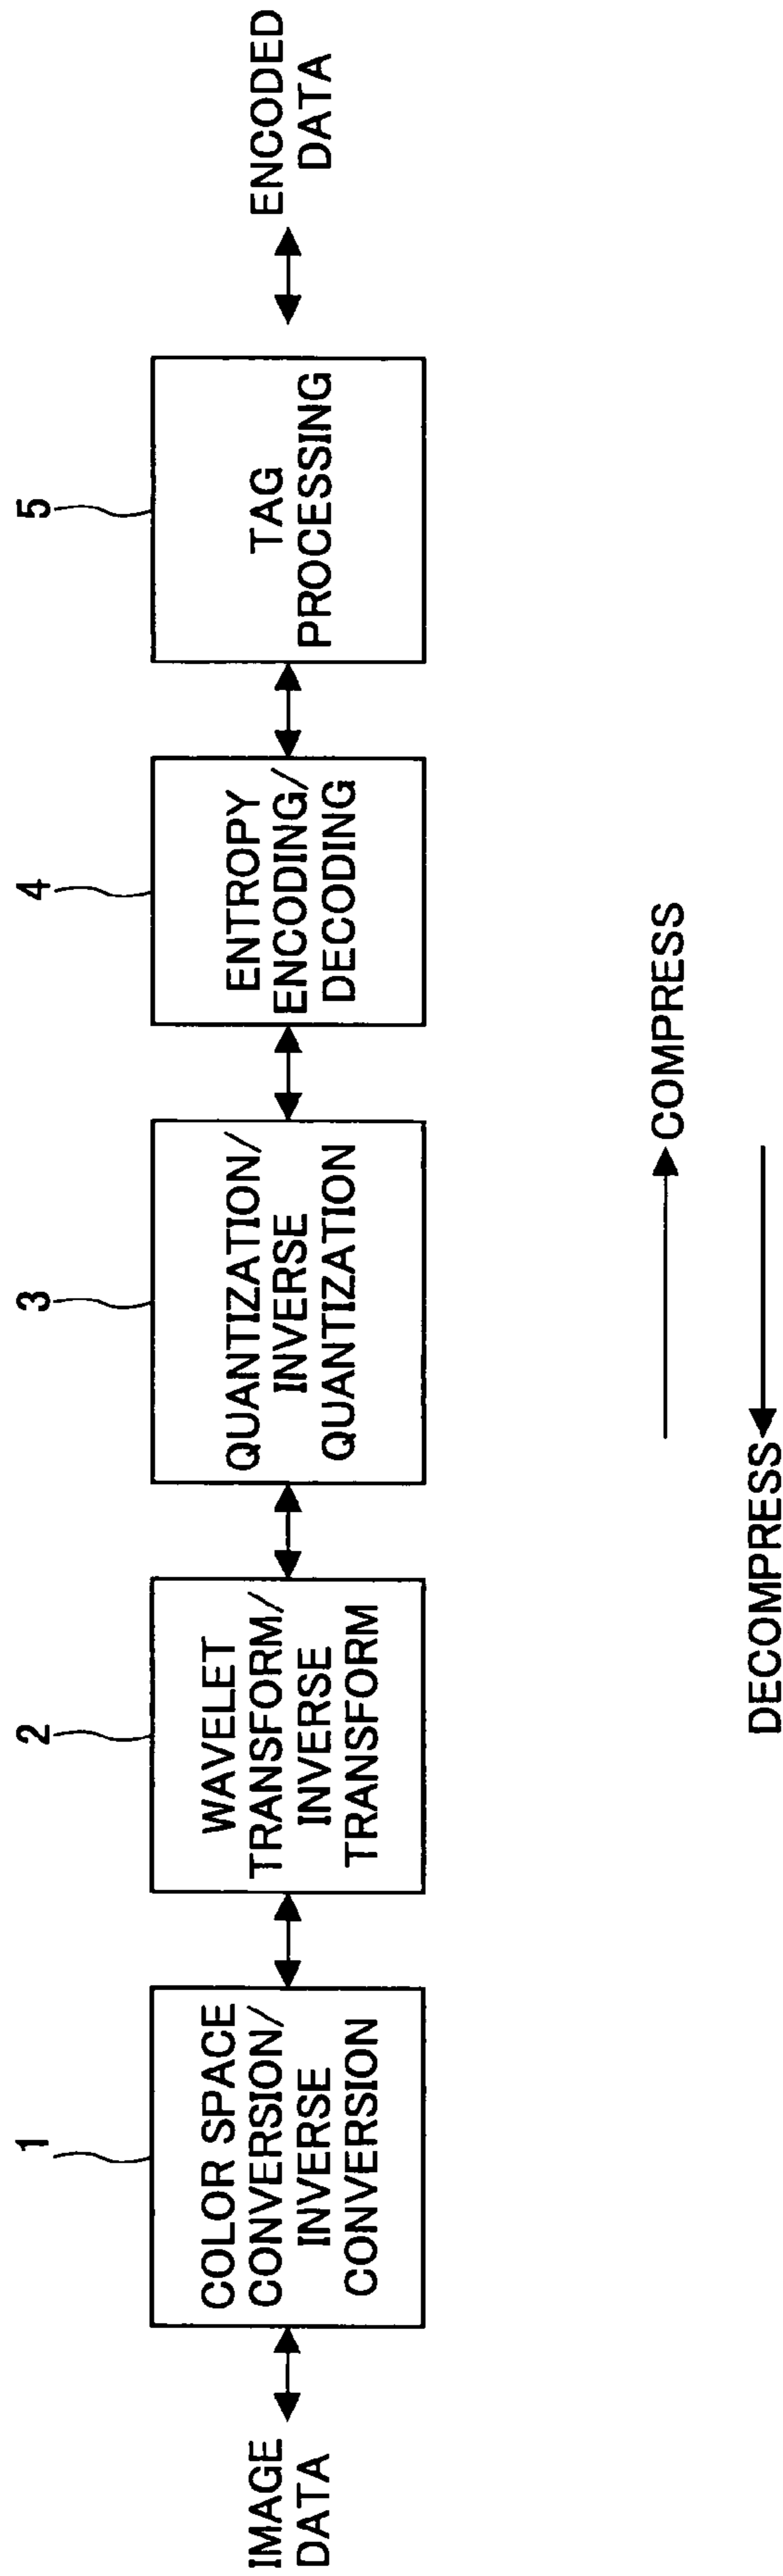 IMAGE
DATA
1
COLOR SPACE
CONVERSION/
INVERSE
CONVERSION
2
WAVELET
TRANSFORM/
INVERSE
TRANSFORM
3
QUANTIZATION/
INVERSE
QUANTIZATION
4
ENTROPY
ENCODING/
DECODING
5
TAG
PROCESSING
ENCODED
DATA
COMPRESS
DECOMPRESS